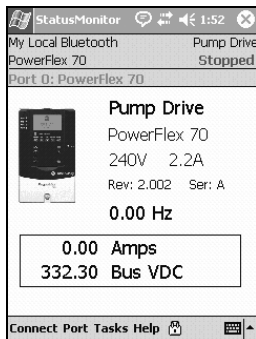 StatusMonitor 1:52
My Local Bluetooth Pump Drive
PowerFlex 70 Stopped
Port 0: PowerFlex 70
Pump Drive
PowerFlex 70
240V 2.2A
Rev: 2.002 Ser: A
0.00 Hz
0.00 Amps
332.30 Bus VDC
Connect Port Tasks Help